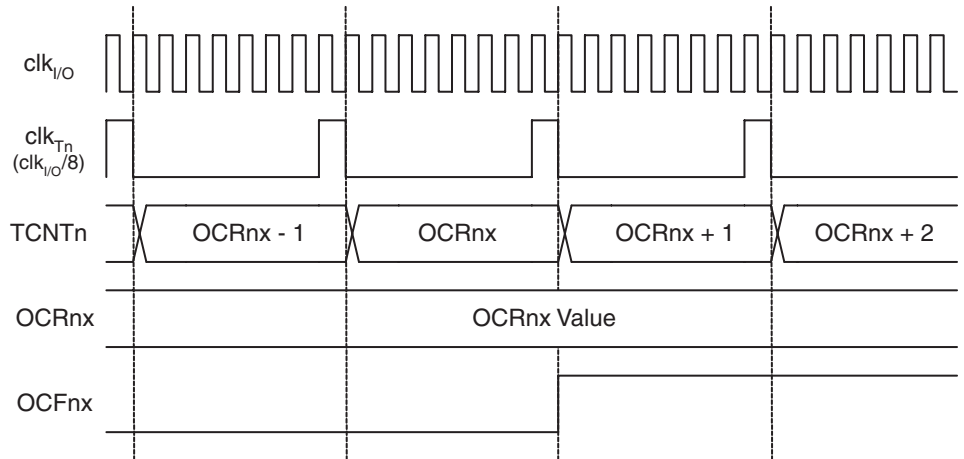 clkI/O
clkTn
(clkI/O/8)
TCNTn
OCRnx - 1
OCRnx
OCRnx + 1
OCRnx + 2
OCRnx
OCRnx Value
OCFnx